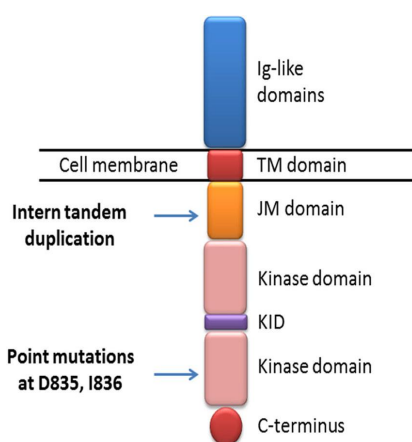 Ig-like
domains
Cell membrane
TM domain
Intern tandem
duplication
JM domain
Kinase domain
KID
Point mutations
at D835, I836
Kinase domain
C-terminus